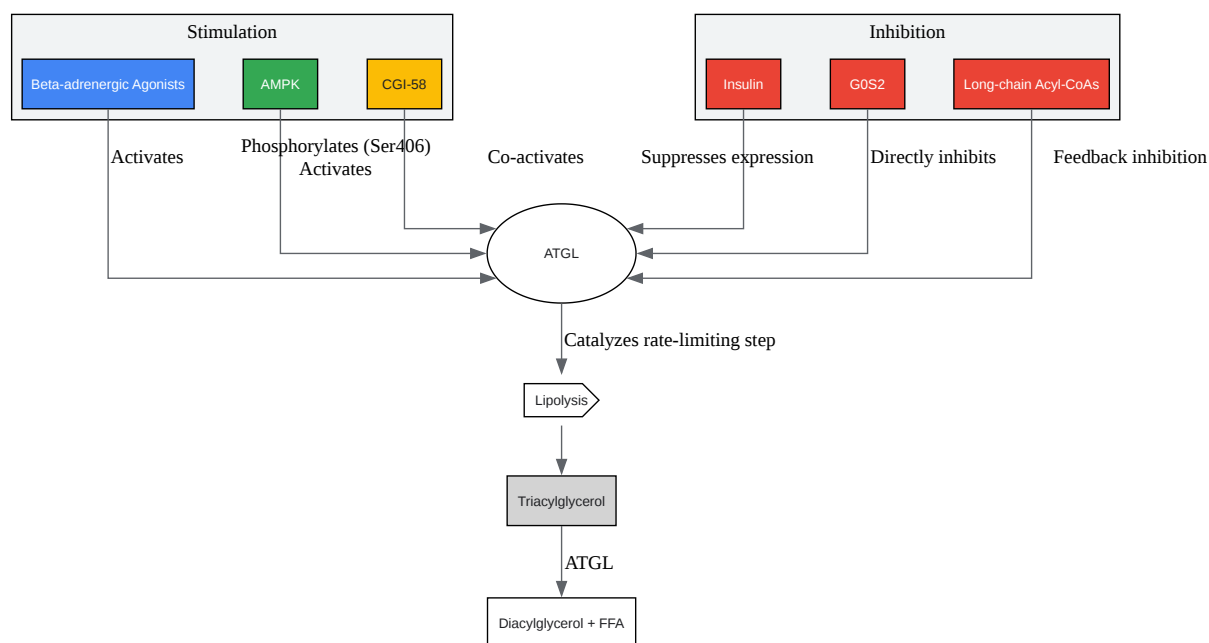 Stimulation
Inhibition
Beta-adrenergic Agonists
AMPK
CGI-58
Insulin
G0S2
Long-chain Acyl-CoAs
Activates
Phosphorylates (Ser406)
Activates
Co-activates
Suppresses expression
Directly inhibits
Feedback inhibition
ATGL
Catalyzes rate-limiting step
Lipolysis
Triacylglycerol
ATGL
Diacylglycerol + FFA